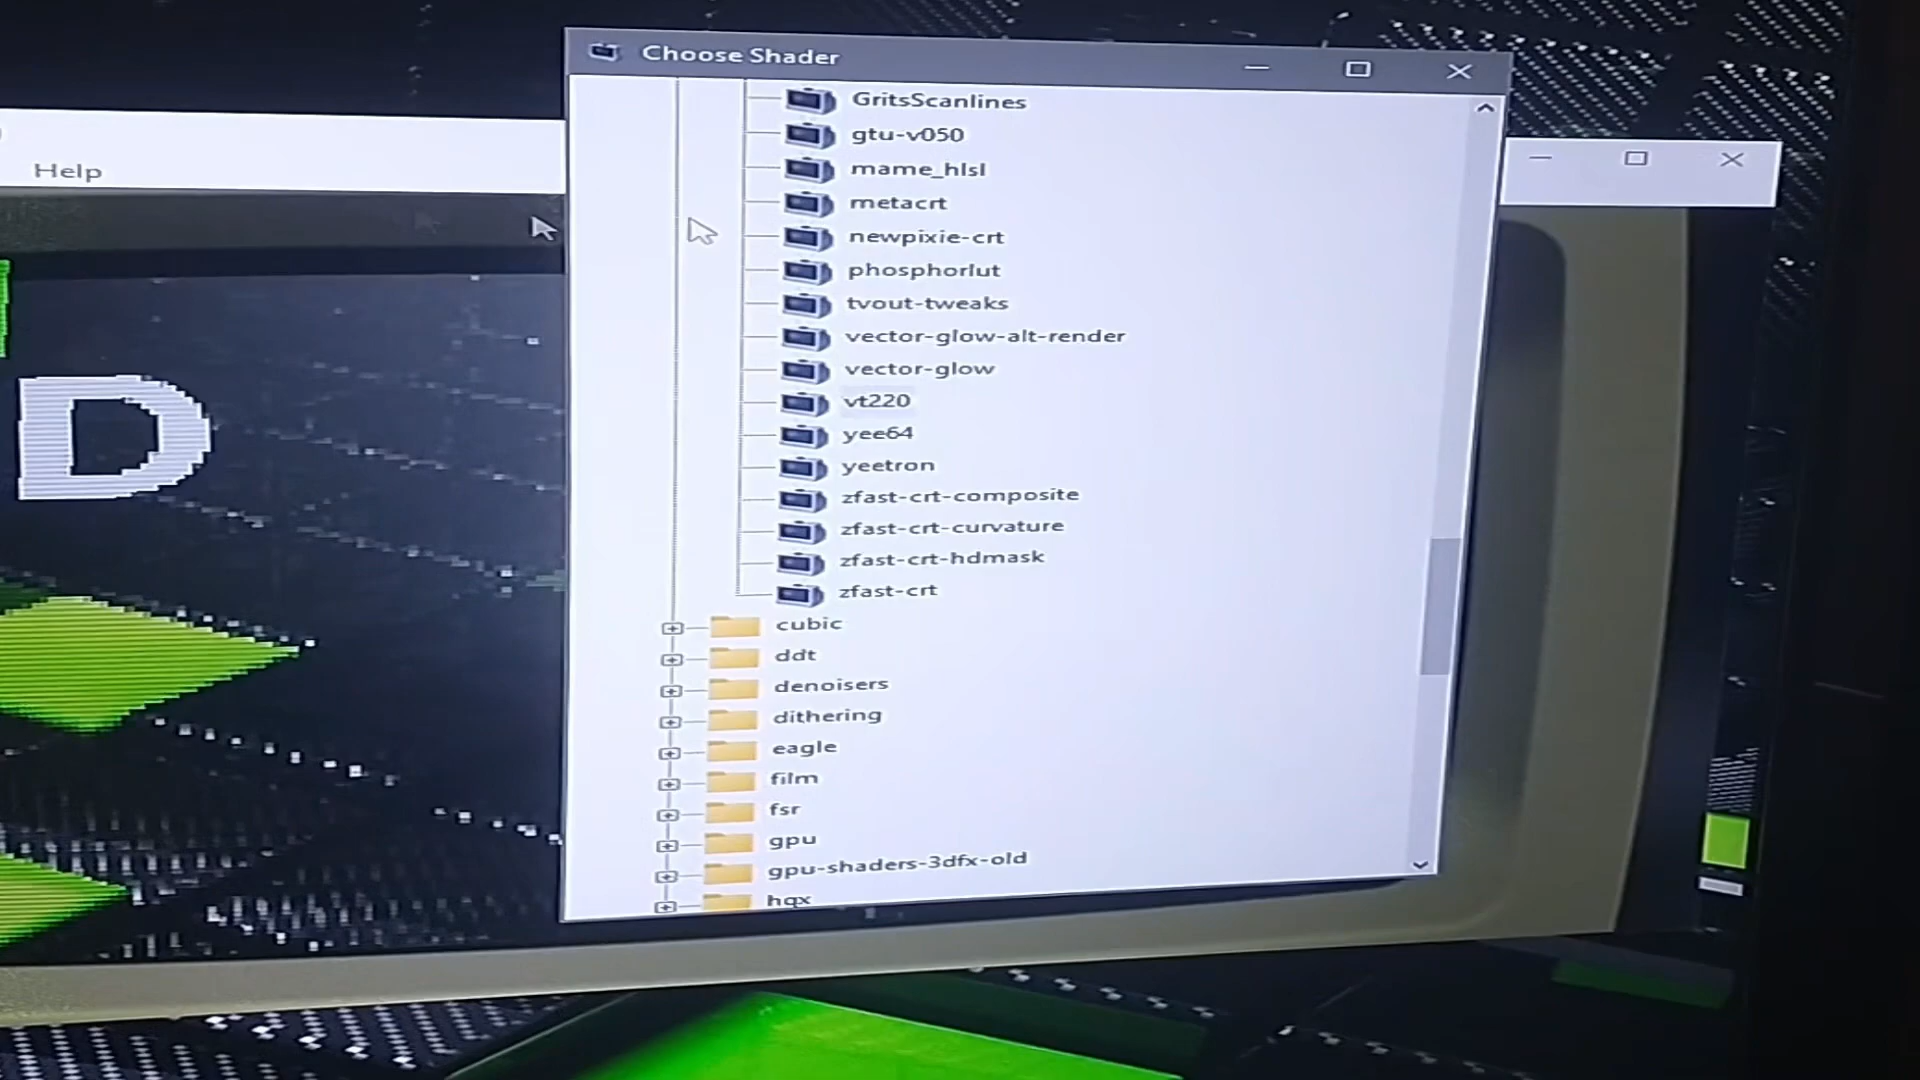 Choose Shader
Help
GritsScanlines
gtu-v050
mame_hlsl
metacrt
newpixie-crt
phosphorlut
tvout-tweaks
vector-glow-alt-render
vector-glow
vt220
yee64
yeetron
zfast-crt-composite
zfast-crt-curvature
zfast-crt-hdmask
zfast-crt
cubic
ddt
denoisers
dithering
eagle
film
fsr
gpu
gpu-shaders-3dfx-old
hqx
D